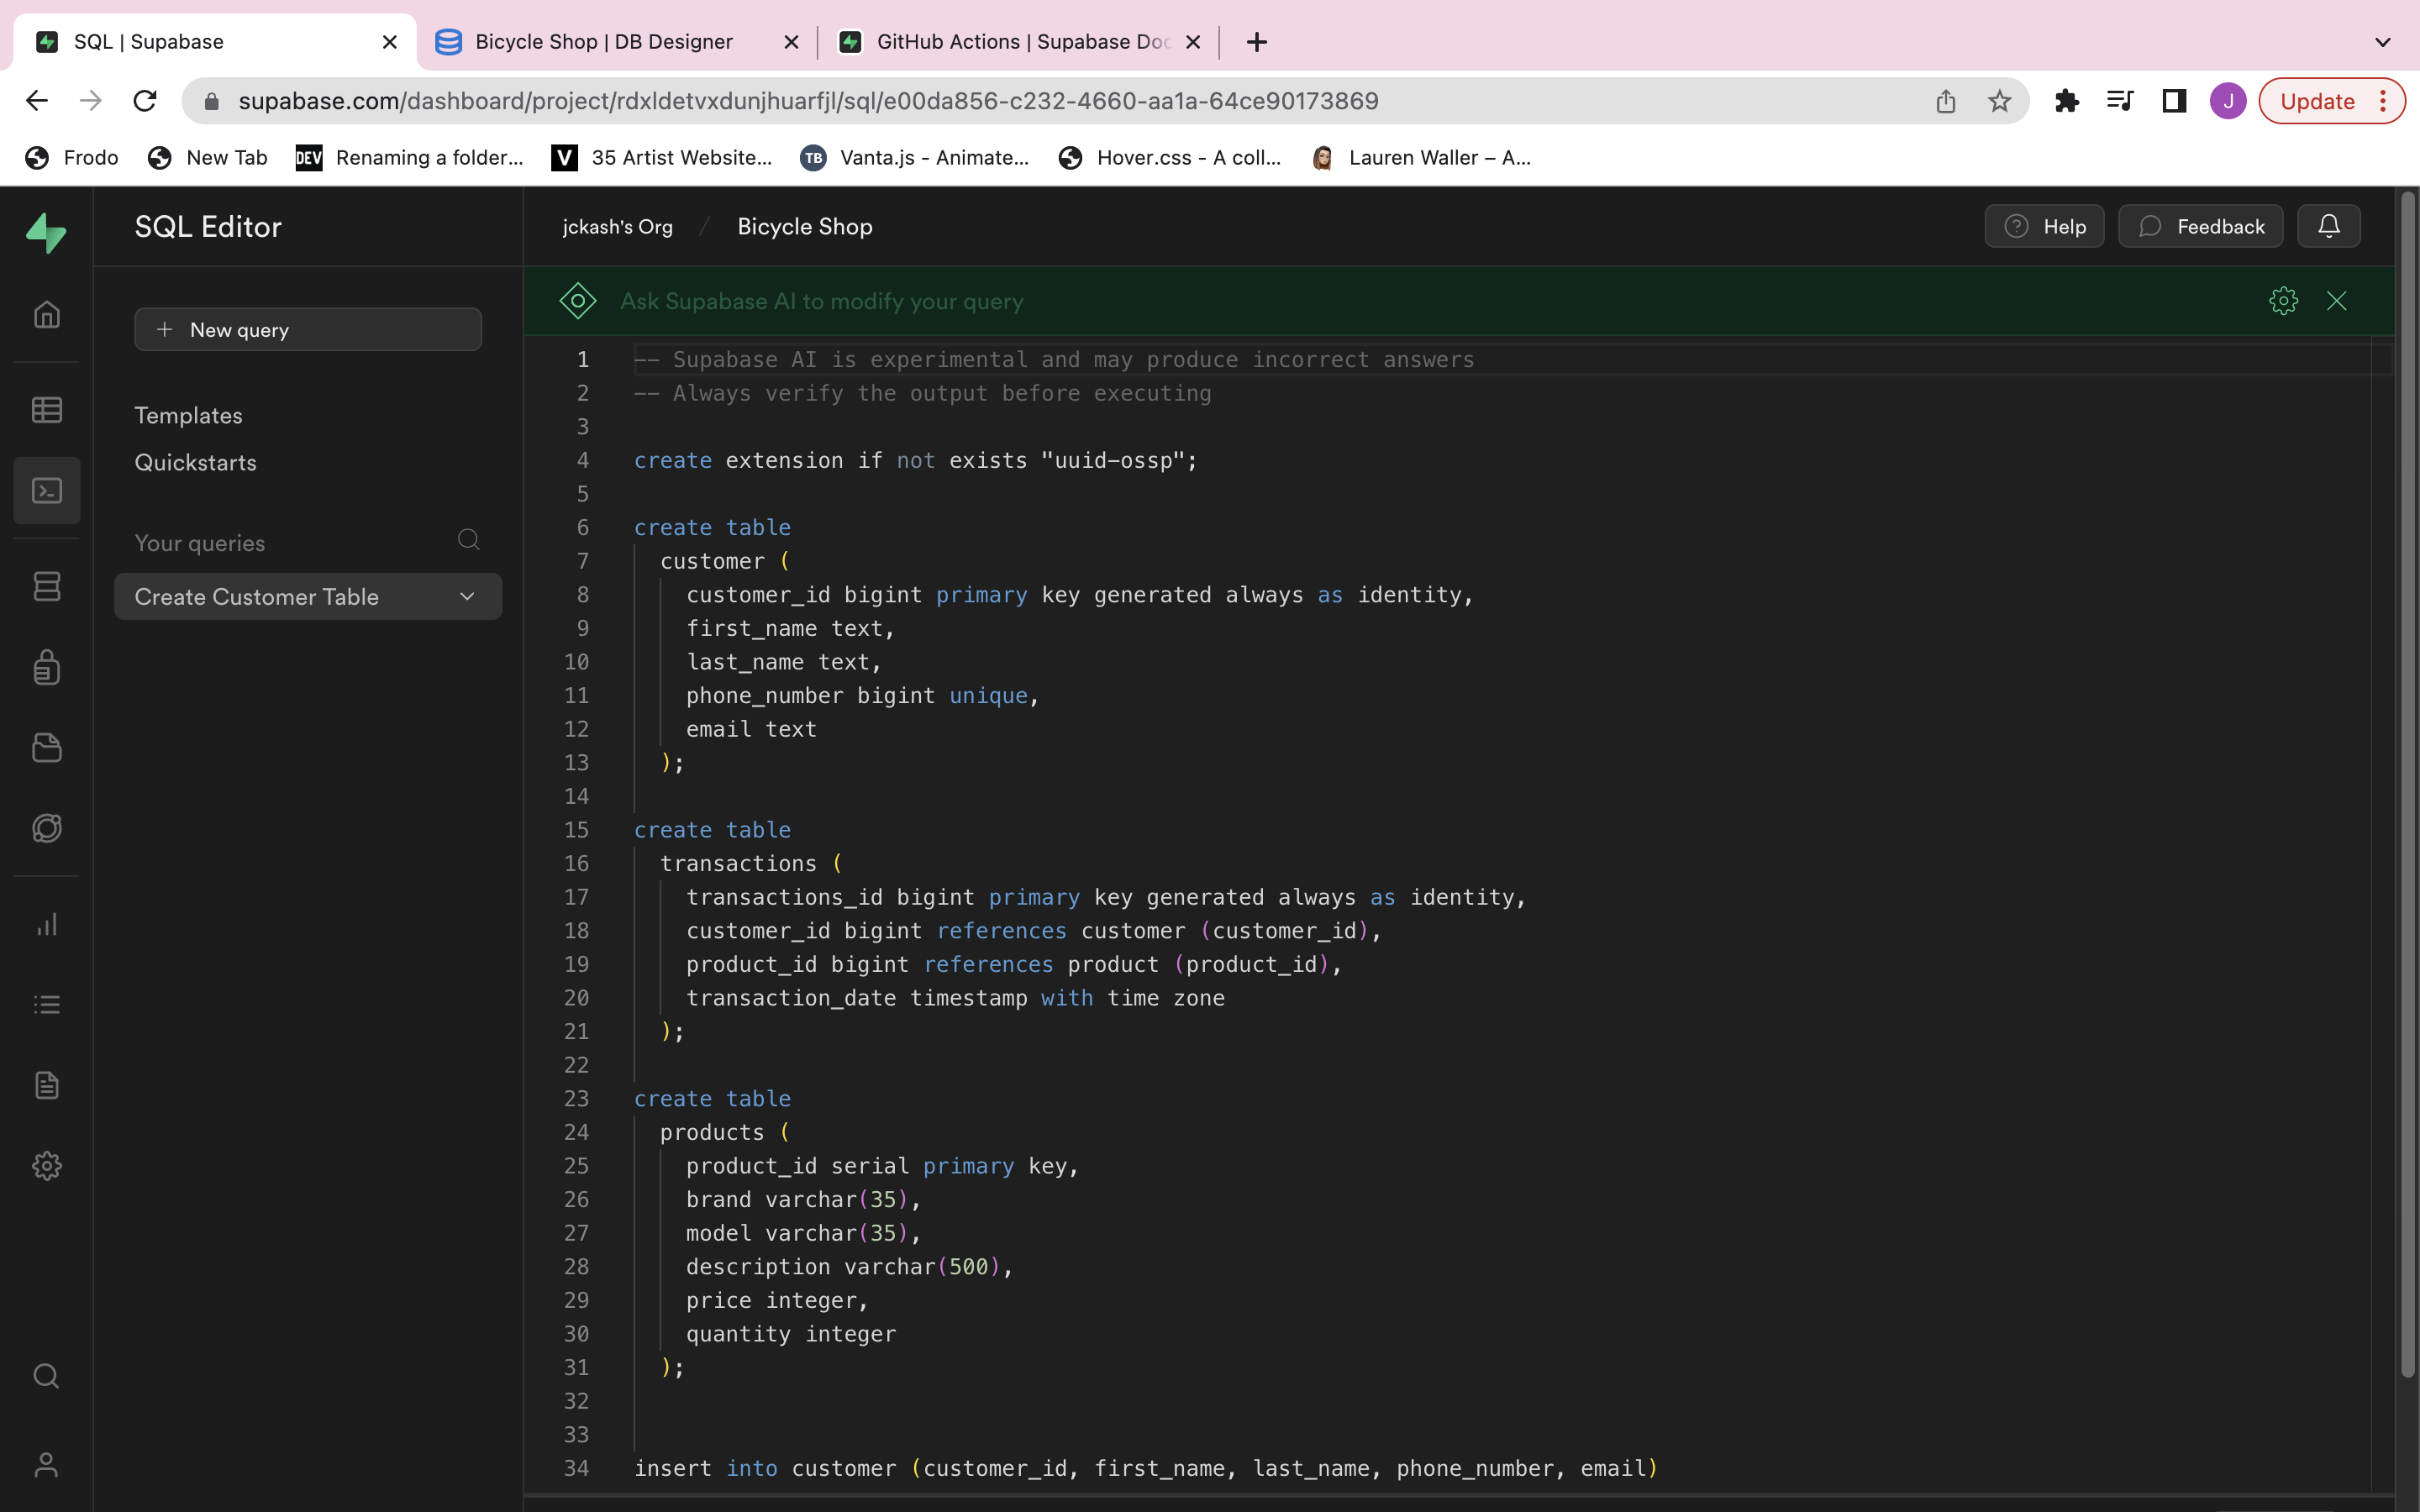 SQL | Supabase
Bicycle Shop | DB Designer
GitHub Actions | Supabase Doc
supabase.com/dashboard/project/rdxldetvxdunjhuarfjl/sql/e00da856-c232-4660-aa1a-64ce90173869
J
Update
Frodo
New Tab
DEV Renaming a folder...
V 35 Artist Website...
TB Vanta.js - Animate...
Hover.css - A coll...
Lauren Waller – A...
SQL Editor
jckash's Org / Bicycle Shop
Help
Feedback
+ New query
Templates
Quickstarts
Your queries
Create Customer Table
Ask Supabase AI to modify your query
1 -- Supabase AI is experimental and may produce incorrect answers
2 -- Always verify the output before executing
3
4 create extension if not exists "uuid-ossp";
5
6 create table
7 customer (
8 customer_id bigint primary key generated always as identity,
9 first_name text,
10 last_name text,
11 phone_number bigint unique,
12 email text
13 );
14
15 create table
16 transactions (
17 transactions_id bigint primary key generated always as identity,
18 customer_id bigint references customer (customer_id),
19 product_id bigint references product (product_id),
20 transaction_date timestamp with time zone
21 );
22
23 create table
24 products (
25 product_id serial primary key,
26 brand varchar(35),
27 model varchar(35),
28 description varchar(500),
29 price integer,
30 quantity integer
31 );
32
33
34 insert into customer (customer_id, first_name, last_name, phone_number, email)